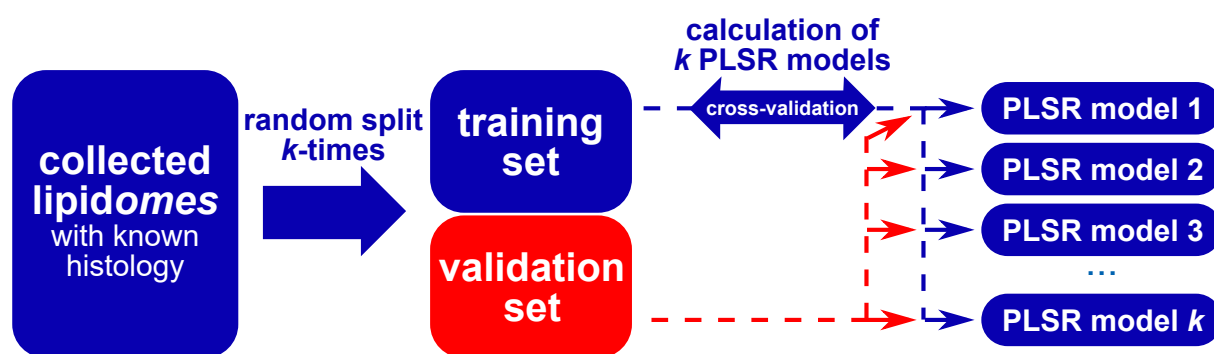 collected
lipidomes
with known
histology
random split
k-times
training
set
validation
set
calculation of
k PLSR models
cross-validation
PLSR model 1
PLSR model 2
PLSR model 3
...
PLSR model k